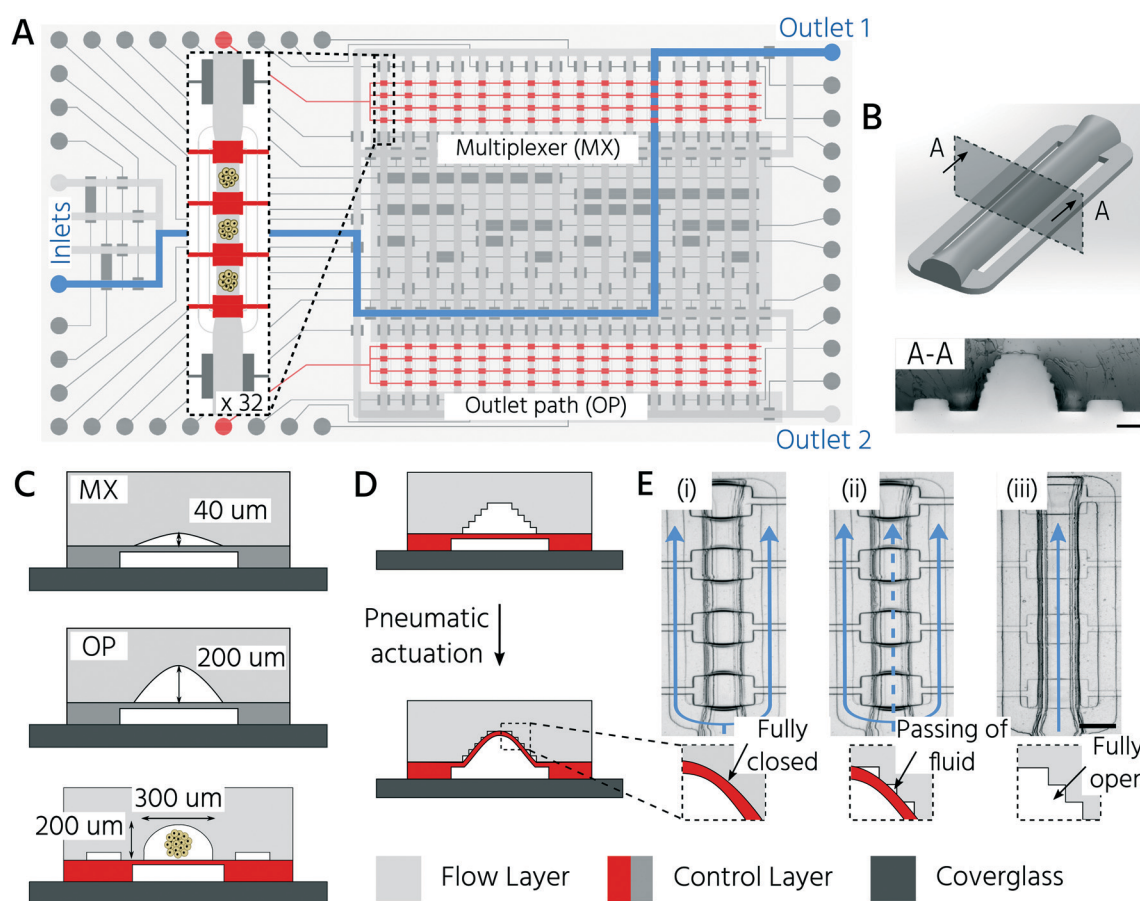 A
Outlet 1
Inlets
Multiplexer (MX)
x 32
Outlet path (OP)
Outlet 2
B
A
A
A-A
C
MX
40 um
OP
200 um
300 um
200 um
D
Pneumatic
actuation
E
(i)
(ii)
(iii)
Fully
closed
Passing of
fluid
Fully
open
Flow Layer
Control Layer
Coverglass